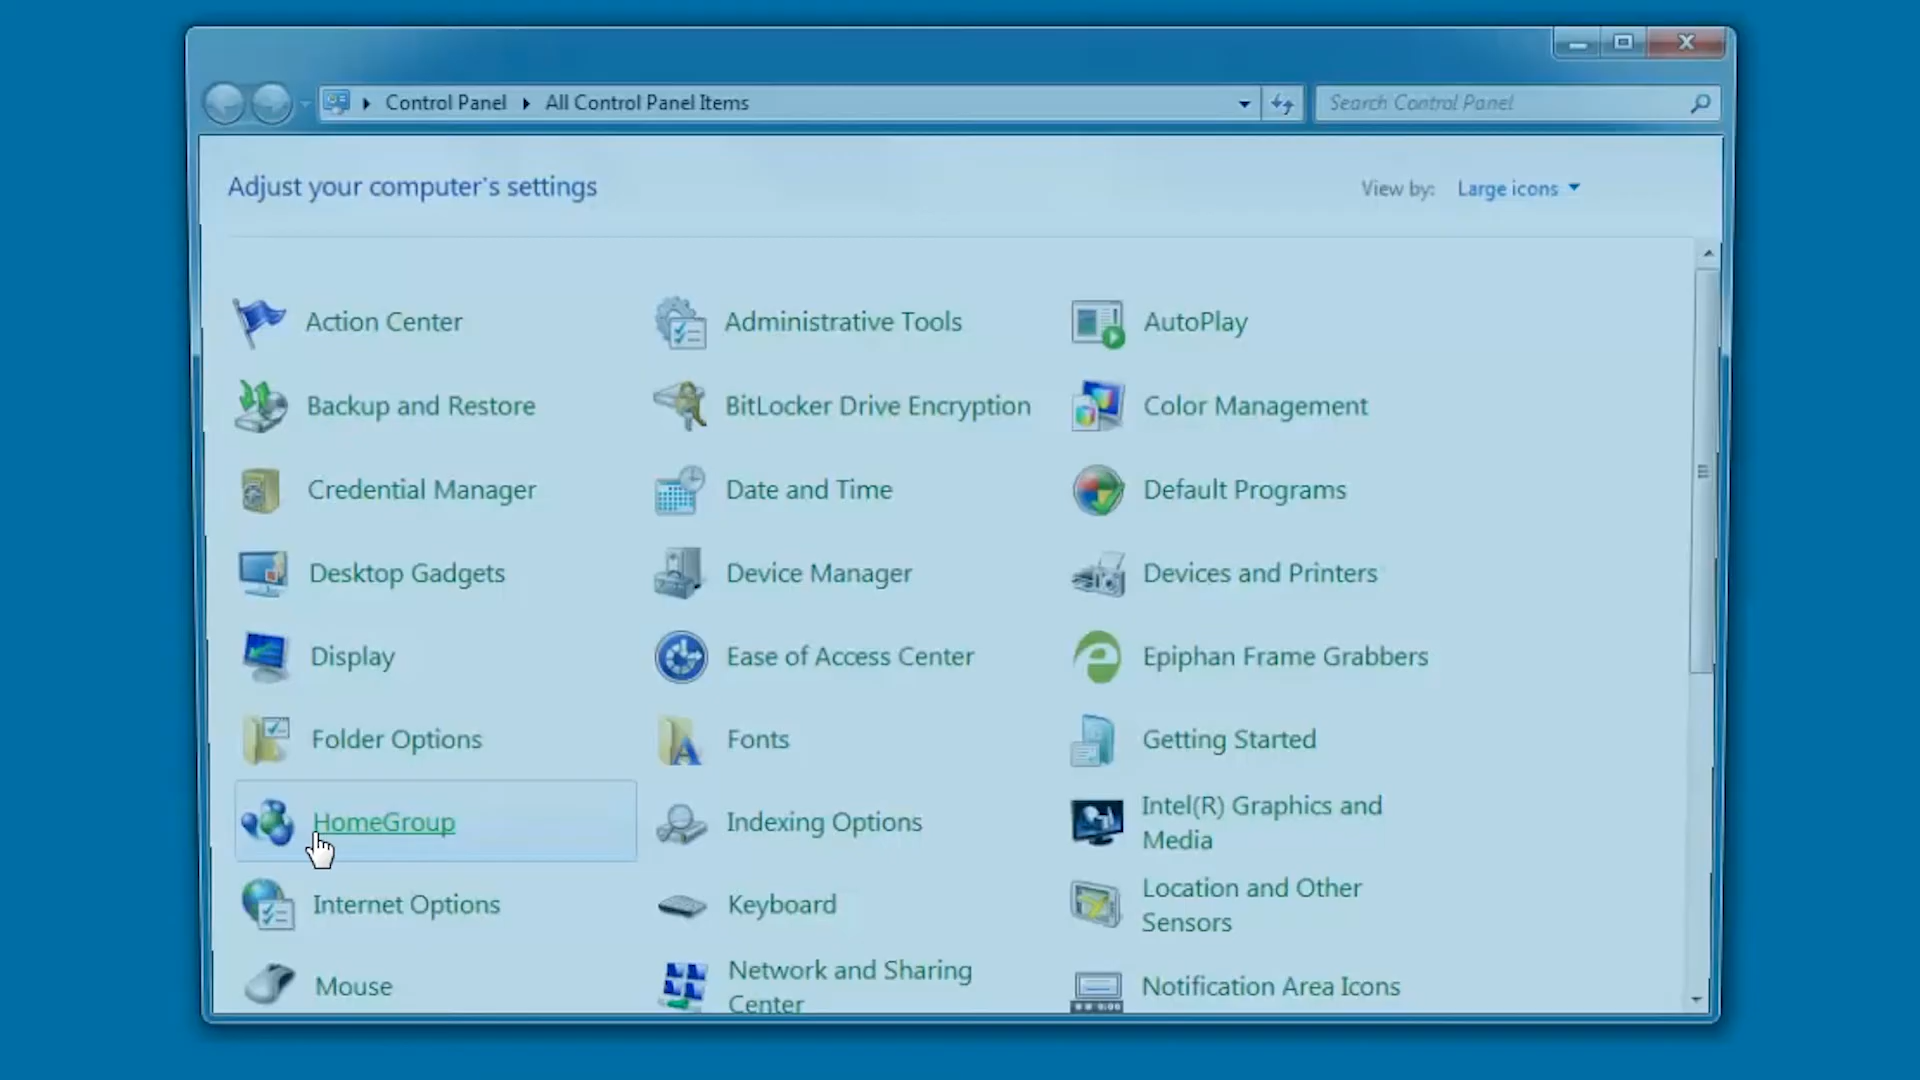 Control Panel All Control Panel Items
Search Control Panel
Adjust your computer's settings
View by: Large icons
Action Center
Administrative Tools
AutoPlay
Backup and Restore
BitLocker Drive Encryption
Color Management
Credential Manager
Date and Time
Default Programs
Desktop Gadgets
Device Manager
Devices and Printers
Display
Ease of Access Center
Epiphan Frame Grabbers
Folder Options
Fonts
Getting Started
HomeGroup
Indexing Options
Intel(R) Graphics and
Media
Internet Options
Keyboard
Location and Other
Sensors
Mouse
Network and Sharing
Center
Notification Area Icons